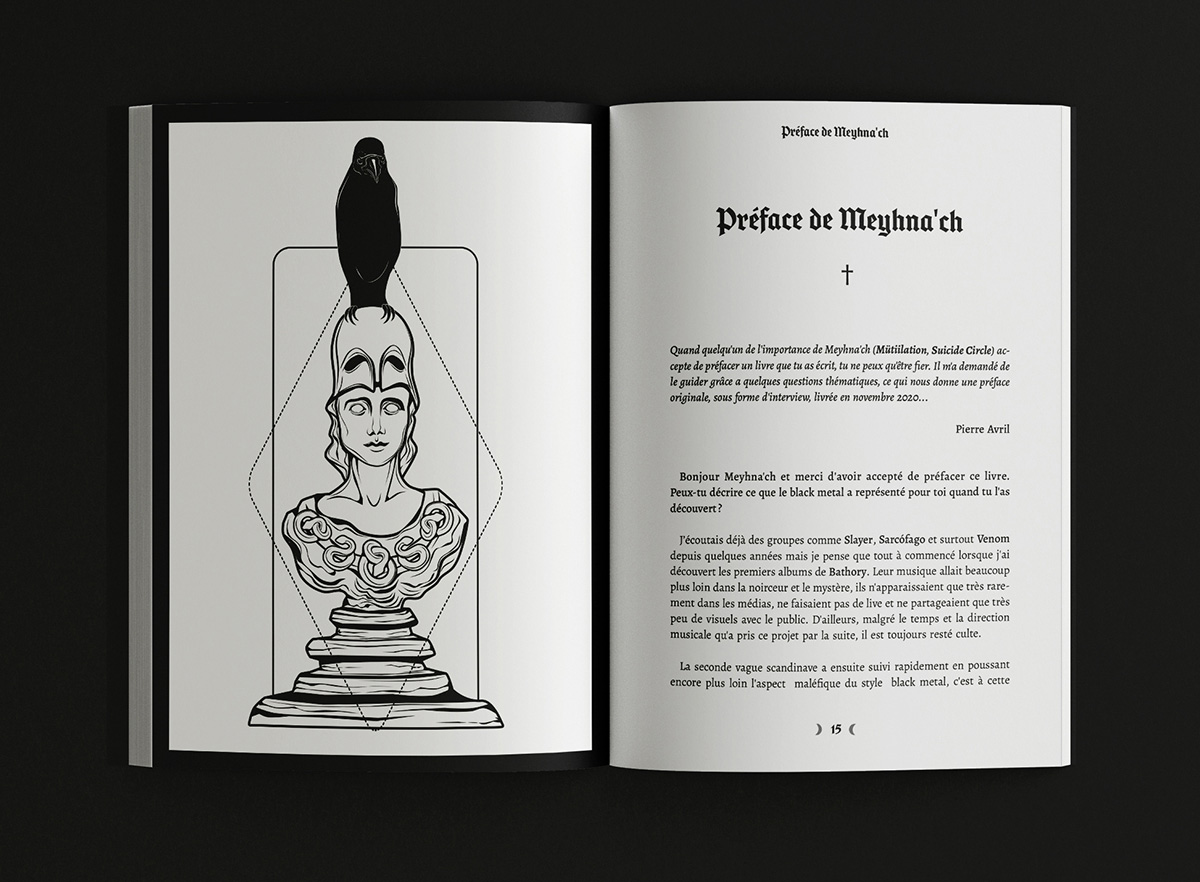 Préface de Meyhna'ch
Préface de Meyhna'ch
†
Quand quelqu'un de l'importance de Meyhna'ch (Mütiilation, Suicide Circle) ac-
cepte de préfacer un livre que tu as écrit, tu ne peux qu'être fier. Il m'a demandé de
le guider grâce a quelques questions thématiques, ce qui nous donne une préface
originale, sous forme d'interview, livrée en novembre 2020...
Pierre Avril
Bonjour Meyhna'ch et merci d'avoir accepté de préfacer ce livre.
Peux-tu décrire ce que le black metal a représenté pour toi quand tu l'as
découvert ?
J'écoutais déjà des groupes comme Slayer, Sarcófago et surtout Venom
depuis quelques années mais je pense que tout à commencé lorsque j'ai
découvert les premiers albums de Bathory. Leur musique allait beaucoup
plus loin dans la noirceur et le mystère, ils n'apparaissaient que très rare-
ment dans les médias, ne faisaient pas de live et ne partageaient que très
peu de visuels avec le public. D'ailleurs, malgré le temps et la direction
musicale qu'a pris ce projet par la suite, il est toujours resté culte.
La seconde vague scandinave a ensuite suivi rapidement en poussant
encore plus loin l'aspect maléfique du style black metal, c'est à cette
15